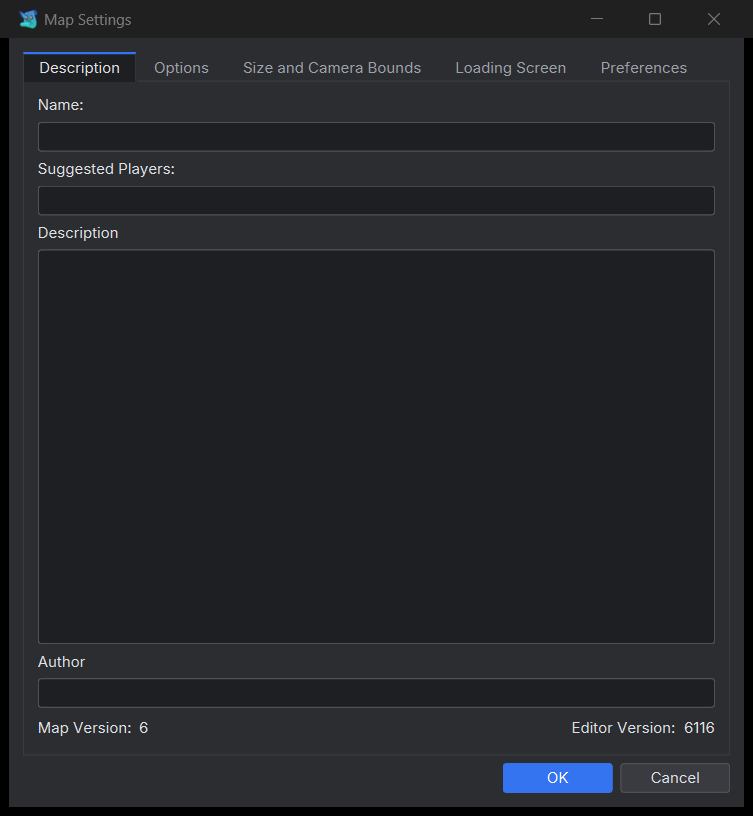 Map Settings
Description Options Size and Camera Bounds Loading Screen Preferences
Name:
Suggested Players:
Description
Author
Map Version: 6 Editor Version: 6116
OK Cancel